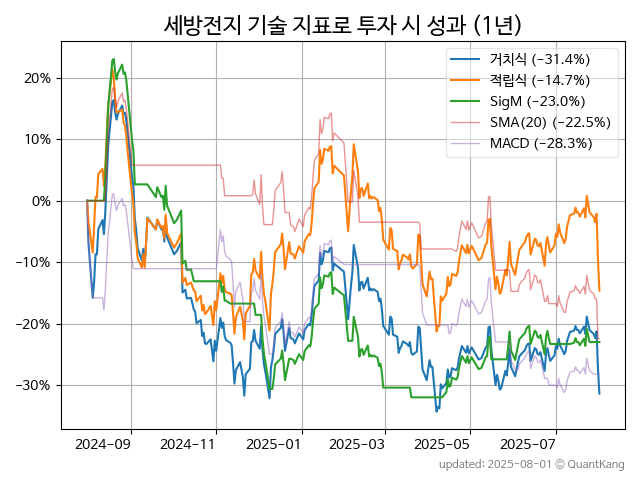 세방전지 기술 지표로 투자 시 성과 (1년)
거치식 (−31.4%)
적립식 (−14.7%)
SigM (−23.0%)
SMA(20) (−22.5%)
MACD (−28.3%)
20%
10%
0%
−10%
−20%
−30%
2024−09
2024−11
2025−01
2025−03
2025−05
2025−07
updated: 2025−08−01 © QuantKang